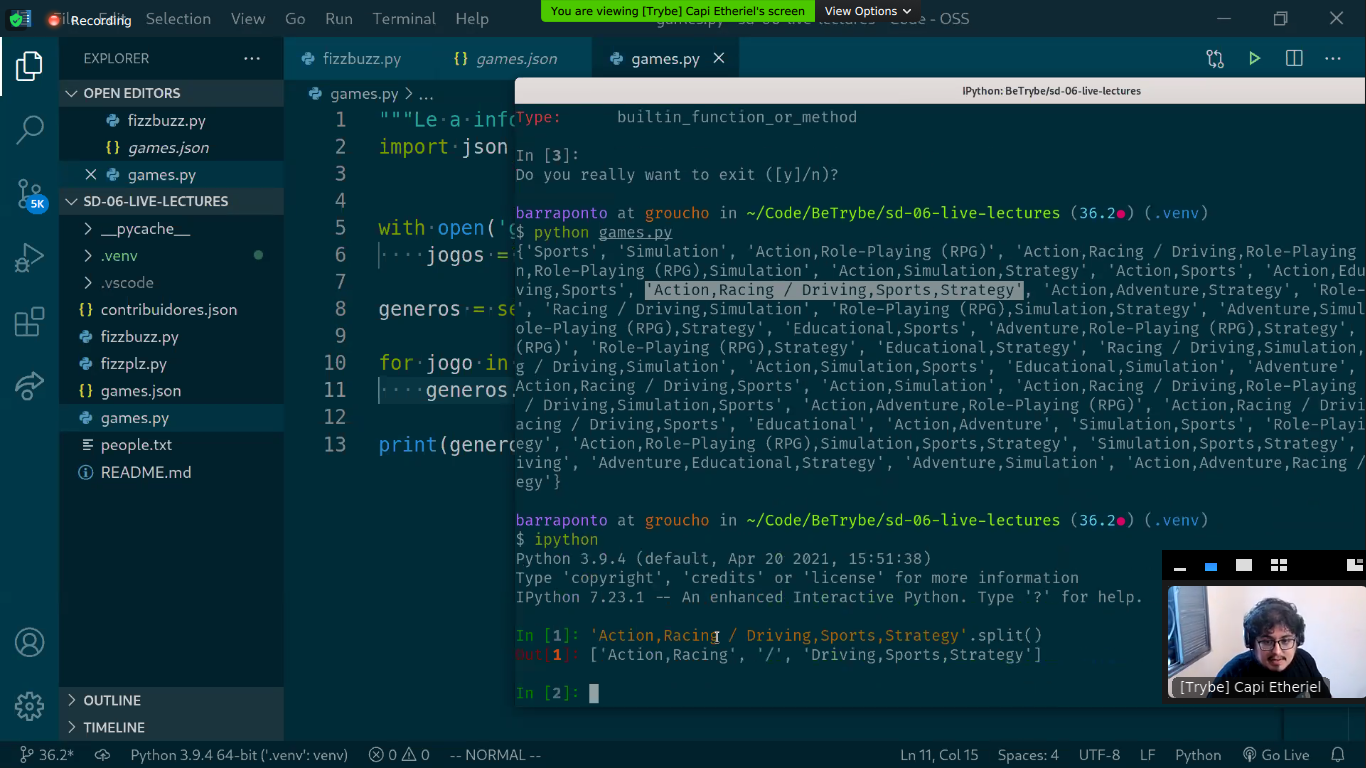 File Edit Selection View Go Run Terminal Help
Recording
You are viewing [Trybe] Capi Etheriel's screen View Options
games.py - sd-06-live-lectures - Code - OSS
EXPLORER
OPEN EDITORS
fizzbuzz.py
games.json
games.py
5K
SD-06-LIVE-LECTURES
__pycache__
.venv
.vscode
contribuidores.json
fizzbuzz.py
fizzplz.py
games.json
games.py
people.txt
README.md
OUTLINE
TIMELINE
fizzbuzz.py games.json games.py
games.py > ...
1 """Le a info
2 import json
3
4
5 with open('g
6 jogos =
7
8 generos = se
9
10 for jogo in
11 generos.
12
13 print(genero
IPython: BeTrybe/sd-06-live-lectures
Type: builtin_function_or_method
In [3]:
Do you really want to exit ([y]/n)?
barraponto at groucho in ~/Code/BeTrybe/sd-06-live-lectures (36.2●) (.venv)
$ python games.py
{'Sports', 'Simulation', 'Action,Role-Playing (RPG)', 'Action,Racing / Driving,Role-Playing
n,Role-Playing (RPG),Simulation', 'Action,Simulation,Strategy', 'Action,Sports', 'Action,Edu
ving,Sports', 'Action,Racing / Driving,Sports,Strategy', 'Action,Adventure,Strategy', 'Role-
', 'Racing / Driving,Simulation', 'Role-Playing (RPG),Simulation,Strategy', 'Adventure,Simul
ole-Playing (RPG),Strategy', 'Educational,Sports', 'Adventure,Role-Playing (RPG),Strategy',
(RPG)', 'Role-Playing (RPG),Strategy', 'Educational,Strategy', 'Racing / Driving,Simulation,
g / Driving,Simulation', 'Action,Simulation,Sports', 'Educational,Simulation', 'Adventure',
Action,Racing / Driving,Sports', 'Action,Simulation', 'Action,Racing / Driving,Role-Playing
/ Driving,Simulation,Sports', 'Action,Adventure,Role-Playing (RPG)', 'Action,Racing / Drivi
acing / Driving,Sports', 'Educational', 'Action,Adventure', 'Simulation,Sports', 'Action,Rol
egy', 'Action,Role-Playing (RPG),Simulation,Sports,Strategy', 'Simulation,Sports,Strategy',
iving', 'Adventure,Educational,Strategy', 'Adventure,Simulation', 'Action,Adventure,Racing /
egy'}
barraponto at groucho in ~/Code/BeTrybe/sd-06-live-lectures (36.2●) (.venv)
$ ipython
Python 3.9.4 (default, Apr 20 2021, 15:51:38)
Type 'copyright', 'credits' or 'license' for more information
IPython 7.23.1 -- An enhanced Interactive Python. Type '?' for help.
In [1]: 'Action,Racing / Driving,Sports,Strategy'.split()
Out[1]: ['Action,Racing', '/', 'Driving,Sports,Strategy']
In [2]:
[Trybe] Capi Etheriel
36.2* Python 3.9.4 64-bit ('.venv': venv) 0 0 -- NORMAL -- Ln 11, Col 15 Spaces: 4 UTF-8 LF Python Go Live